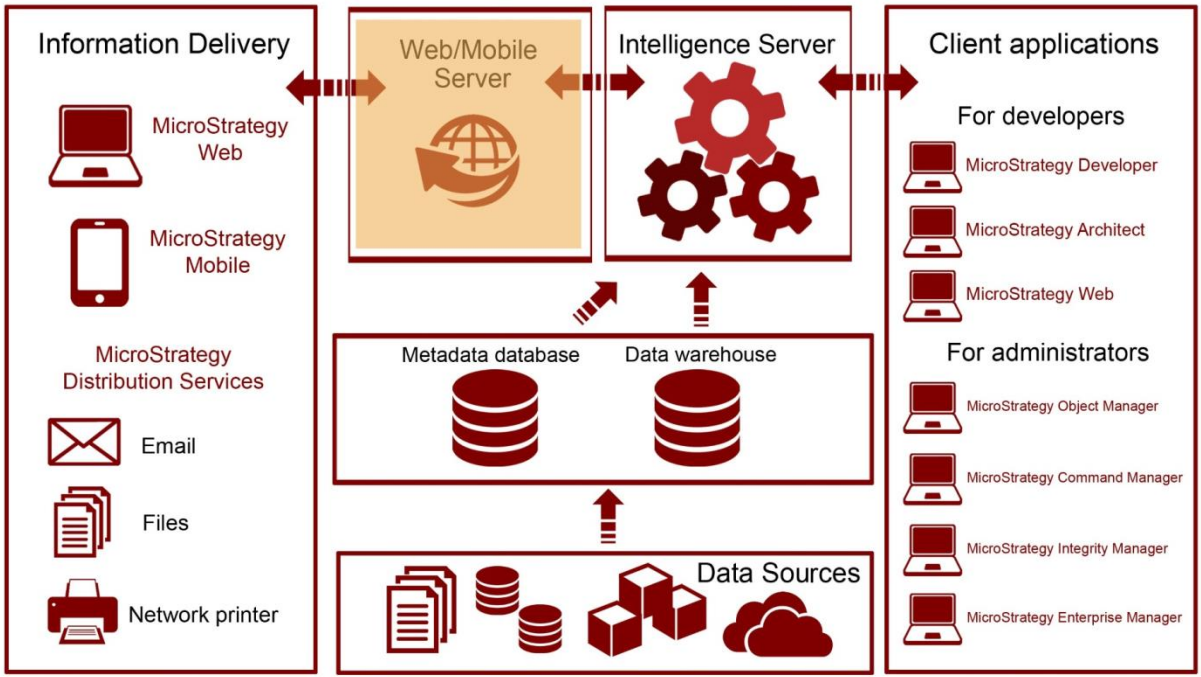 Information Delivery
MicroStrategy
Web
MicroStrategy
Mobile
MicroStrategy
Distribution Services
Email
Files
Network printer
Web/Mobile
Server
Intelligence Server
Metadata database
Data warehouse
Data Sources
Client applications
For developers
MicroStrategy Developer
MicroStrategy Architect
MicroStrategy Web
For administrators
MicroStrategy Object Manager
MicroStrategy Command Manager
MicroStrategy Integrity Manager
MicroStrategy Enterprise Manager